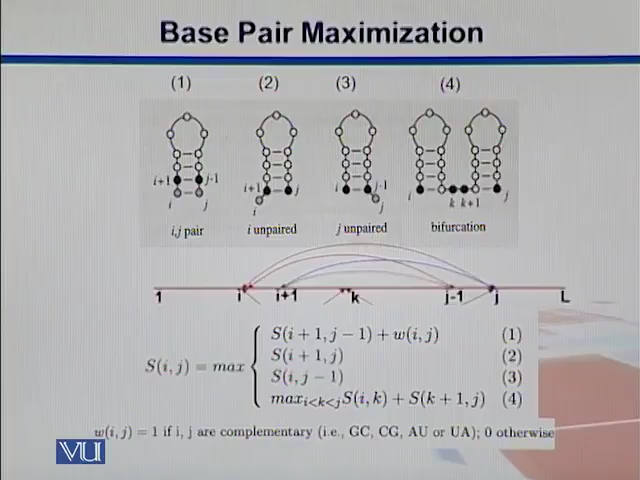 Base Pair Maximization
(1) (2) (3) (4)
i+1 j-1 i+1 j i j-1 i j
i j i j k k+1
i,j pair i unpaired j unpaired bifurcation
1 i i+1 k j-1 j L
S(i,j) = max { S(i+1,j−1) + w(i,j) (1)
S(i+1,j) (2)
S(i,j−1) (3)
max_{i<k<j} S(i,k) + S(k+1,j) (4)
w(i,j) = 1 if i, j are complementary (i.e., GC, CG, AU or UA); 0 otherwise
VU